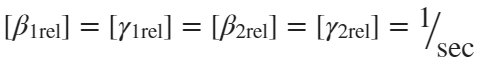 [β1rel] = [γ1rel] = [β2rel] = [γ2rel] = 1/sec